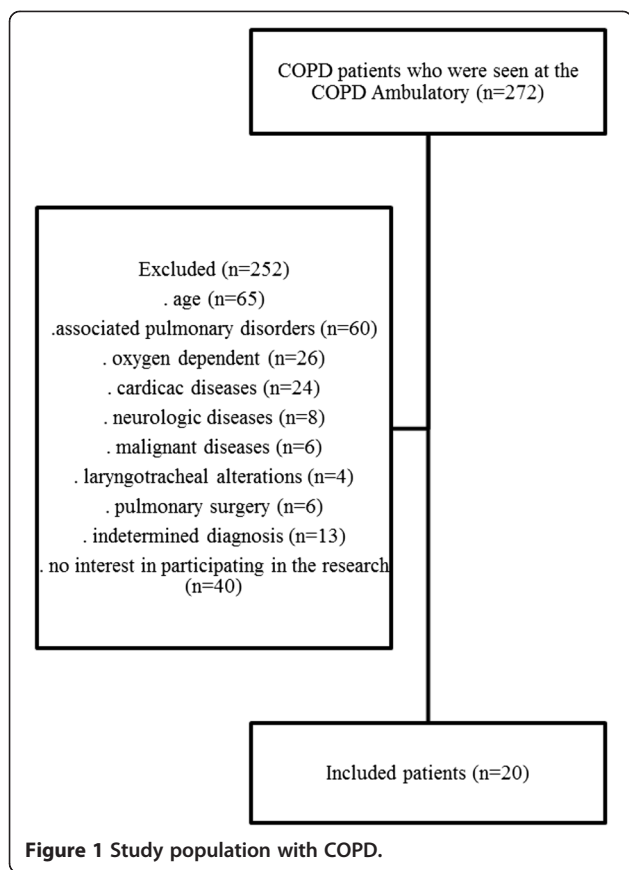 COPD patients who were seen at the
COPD Ambulatory (n=272)
Excluded (n=252)
. age (n=65)
.associated pulmonary disorders (n=60)
. oxygen dependent (n=26)
. cardicac diseases (n=24)
. neurologic diseases (n=8)
. malignant diseases (n=6)
. laryngotracheal alterations (n=4)
. pulmonary surgery (n=6)
. indetermined diagnosis (n=13)
. no interest in participating in the research
(n=40)
Included patients (n=20)
Figure 1 Study population with COPD.